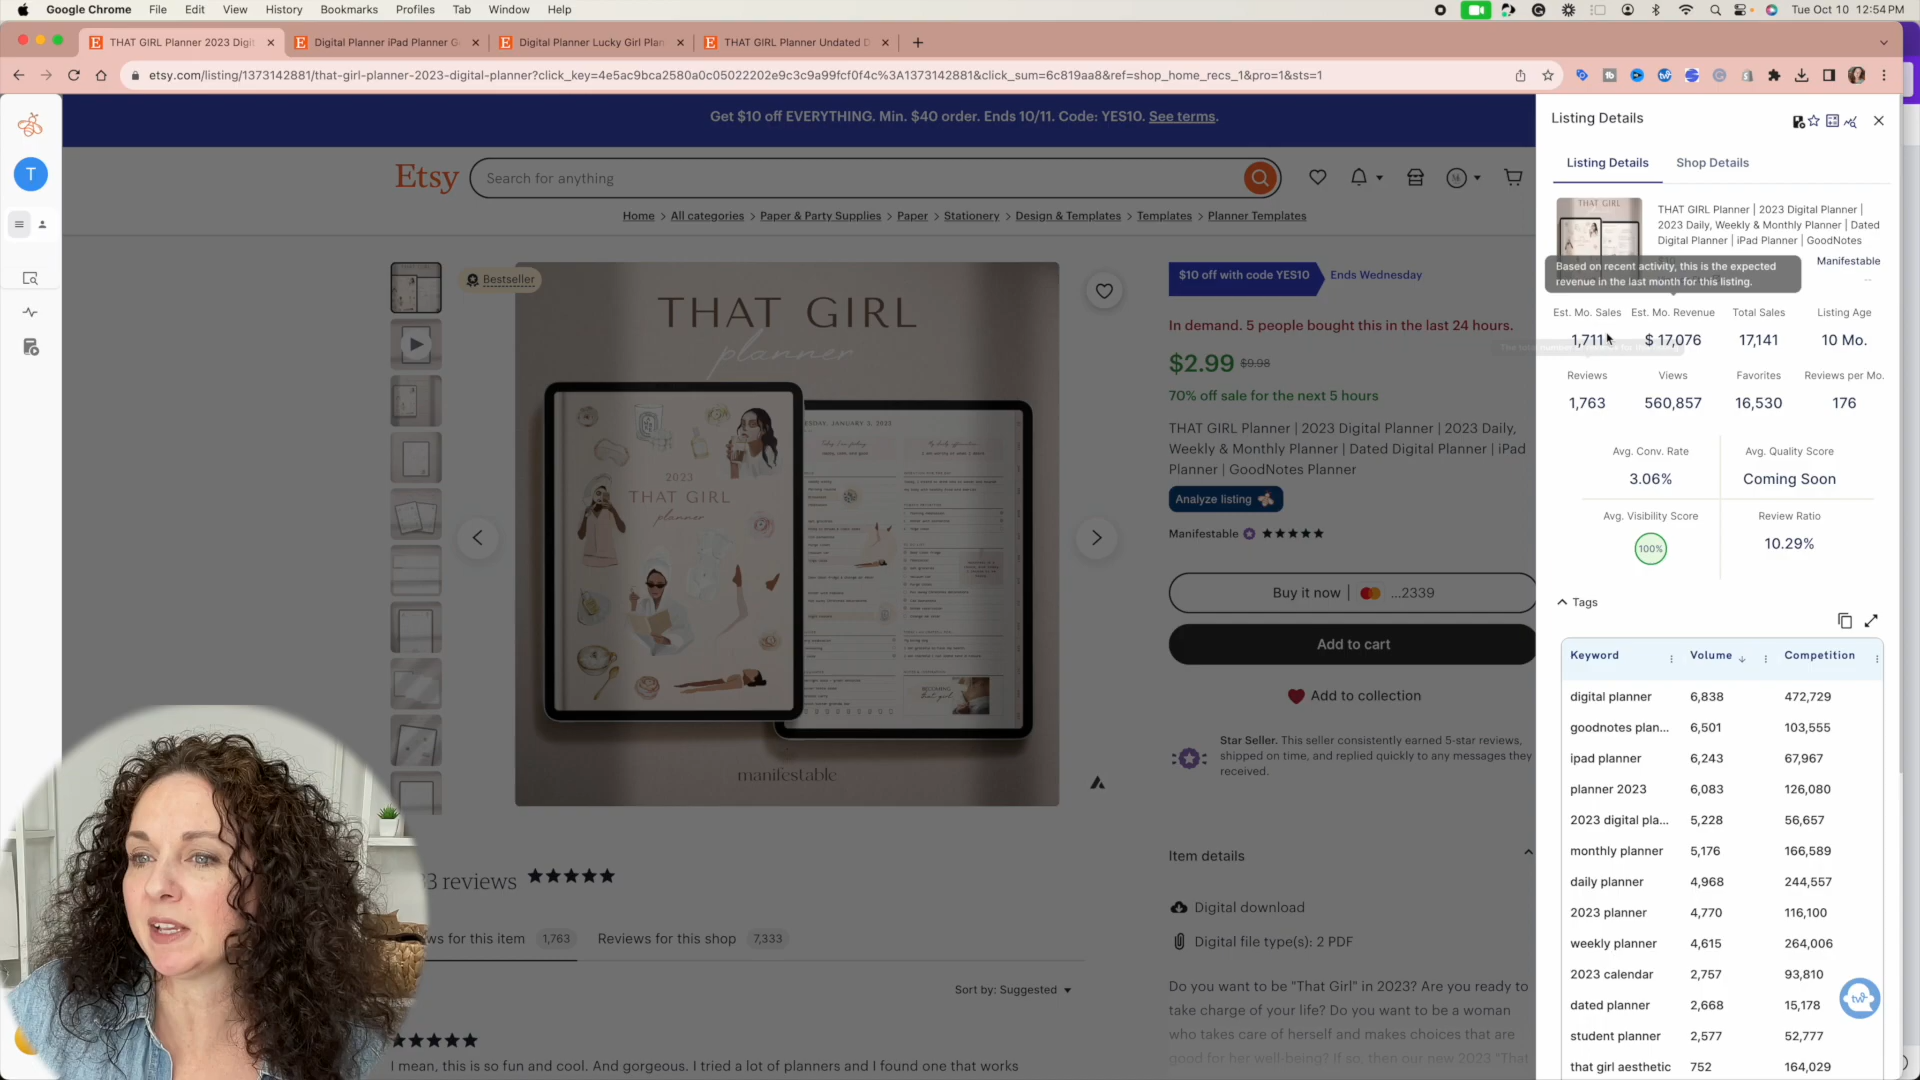 Google Chrome File Edit View History Bookmarks Profiles Tab Window Help
Tue Oct 10 12:54 PM
THAT GIRL Planner 2023 Digit
Digital Planner iPad Planner G
Digital Planner Lucky Girl Plan
THAT GIRL Planner Undated D
etsy.com/listing/1373142881/that-girl-planner-2023-digital-planner?click_key=4e5ac9bca2580a0c05022202e9c3c9a99fcf0f4c%3A1373142881&click_sum=6c819aa8&ref=shop_home_recs_1&pro=1&sts=1
T
Get $10 off EVERYTHING. Min. $40 order. Ends 10/11. Code: YES10. See terms.
Etsy
Search for anything
Home > All categories > Paper & Party Supplies > Paper > Stationery > Design & Templates > Templates > Planner Templates
Bestseller
THAT GIRL
planner
2023
THAT GIRL
planner
manifestable
$10 off with code YES10
Ends Wednesday
In demand. 5 people bought this in the last 24 hours.
$2.99 $9.98
70% off sale for the next 5 hours
THAT GIRL Planner | 2023 Digital Planner | 2023 Daily,
Weekly & Monthly Planner | Dated Digital Planner | iPad
Planner | GoodNotes Planner
Analyze listing
Manifestable
Buy it now | ...2339
Add to cart
Add to collection
Star Seller. This seller consistently earned 5-star reviews,
shipped on time, and replied quickly to any messages they
received.
Item details
Digital download
Digital file type(s): 2 PDF
Do you want to be "That Girl" in 2023? Are you ready to
take charge of your life? Do you want to be a woman
who takes care of herself and makes choices that are
good for her well-being? If so, then our new 2023 "That
3 reviews
ws for this item 1,763
Reviews for this shop 7,333
Sort by: Suggested
I mean, this is so fun and cool. And gorgeous. I tried a lot of planners and I found one that works
Listing Details
Listing Details
Shop Details
THAT GIRL
THAT GIRL Planner | 2023 Digital Planner |
2023 Daily, Weekly & Monthly Planner | Dated
Digital Planner | iPad Planner | GoodNotes
Manifestable
Based on recent activity, this is the expected
revenue in the last month for this listing.
Est. Mo. Sales Est. Mo. Revenue Total Sales Listing Age
1,711 $ 17,076 17,141 10 Mo.
Reviews Views Favorites Reviews per Mo.
1,763 560,857 16,530 176
Avg. Conv. Rate Avg. Quality Score
3.06% Coming Soon
Avg. Visibility Score Review Ratio
100% 10.29%
Tags
Keyword Volume Competition
digital planner 6,838 472,729
goodnotes plan... 6,501 103,555
ipad planner 6,243 67,967
planner 2023 6,083 126,080
2023 digital pla... 5,228 56,657
monthly planner 5,176 166,589
daily planner 4,968 244,557
2023 planner 4,770 116,100
weekly planner 4,615 264,006
2023 calendar 2,757 93,810
dated planner 2,668 15,178
student planner 2,577 52,777
that girl aesthetic 752 164,029